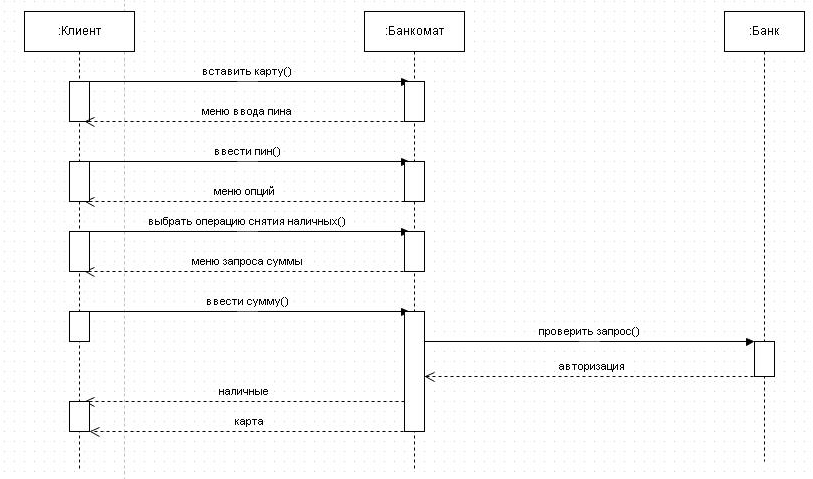 :Клиент
:Банкомат
:Банк
вставить карту()
меню ввода пина
ввести пин()
меню опций
выбрать операцию снятия наличных()
меню запроса суммы
ввести сумму()
проверить запрос()
авторизация
наличные
карта